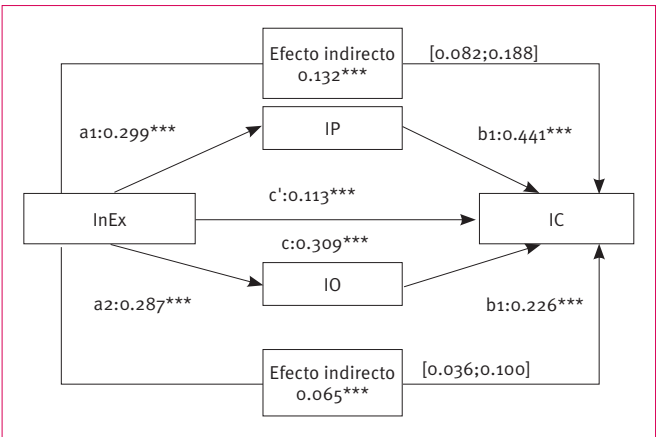 Efecto indirecto
0.132***
[0.082;0.188]
a1:0.299***
IP
b1:0.441***
InEx
c':0.113***
IC
c:0.309***
a2:0.287***
IO
b1:0.226***
Efecto indirecto
0.065***
[0.036;0.100]